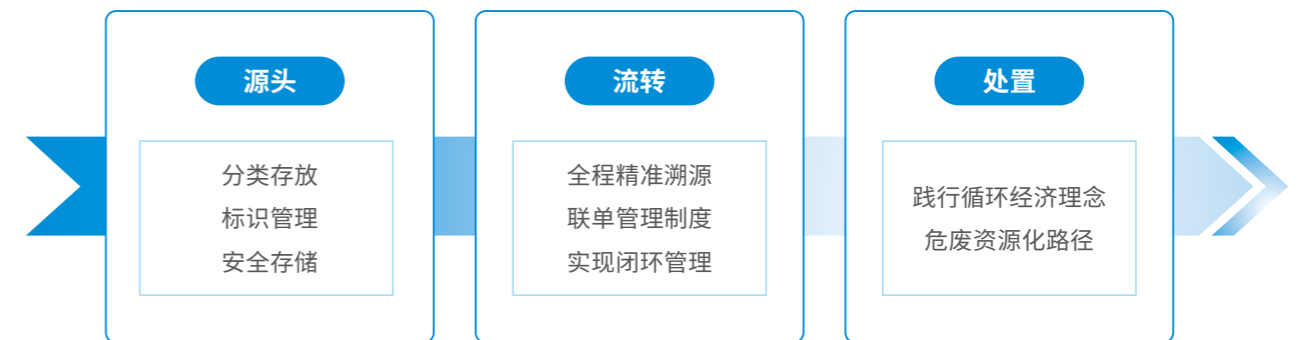 源头
分类存放
标识管理
安全存储
流转
全程精准溯源
联单管理制度
实现闭环管理
处置
践行循环经济理念
危废资源化路径